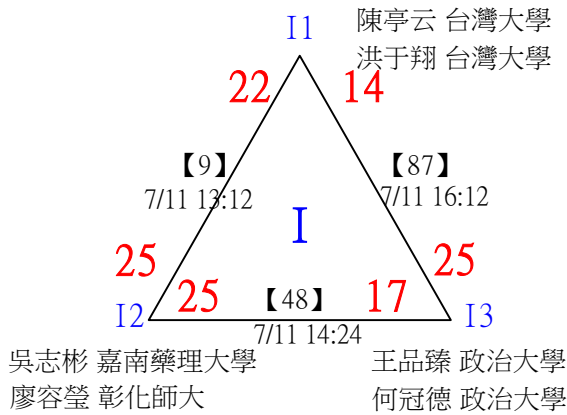 I1
陳亭云 台灣大學
洪于翔 台灣大學
22
14
【9】
7/11 13:12
【87】
7/11 16:12
I
25
25
I2
25
【48】
17
I3
7/11 14:24
吳志彬 嘉南藥理大學
廖容瑩 彰化師大
王品臻 政治大學
何冠德 政治大學